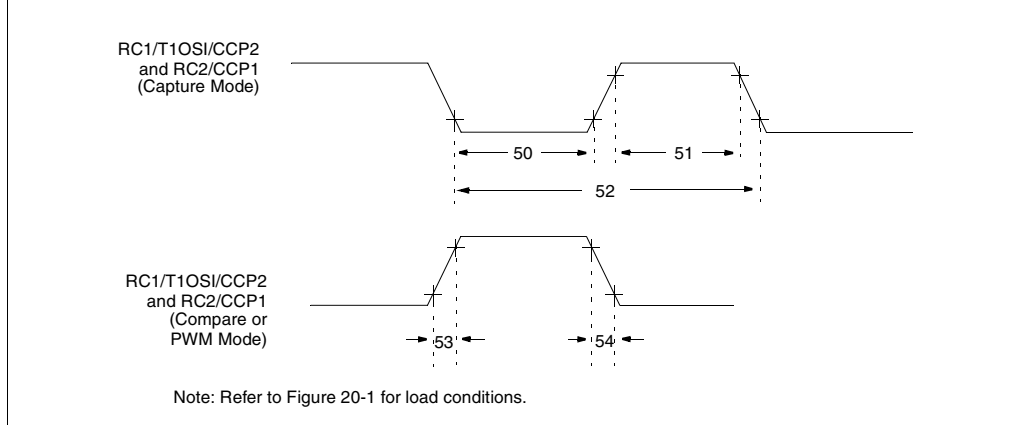 RC1/T1OSI/CCP2
and RC2/CCP1
(Capture Mode)
50
51
52
RC1/T1OSI/CCP2
and RC2/CCP1
(Compare or
PWM Mode)
53
54
Note: Refer to Figure 20-1 for load conditions.